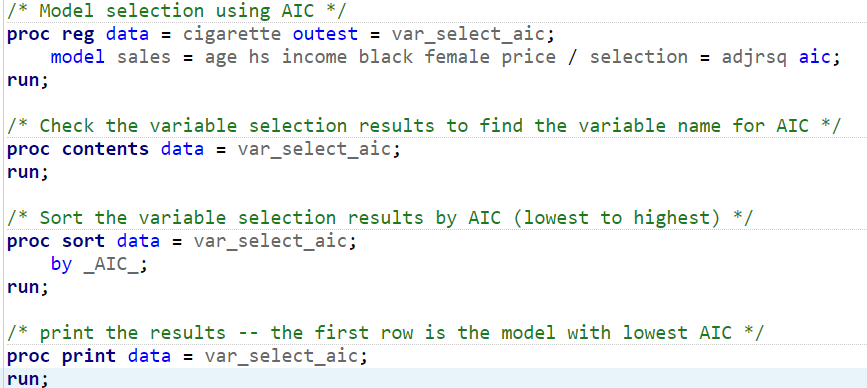 /* Model selection using AIC */
proc reg data = cigarette outest = var_select_aic;
    model sales = age hs income black female price / selection = adjrsq aic;
run;

/* Check the variable selection results to find the variable name for AIC */
proc contents data = var_select_aic;
run;

/* Sort the variable selection results by AIC (lowest to highest) */
proc sort data = var_select_aic;
    by _AIC_;
run;

/* print the results -- the first row is the model with lowest AIC */
proc print data = var_select_aic;
run;